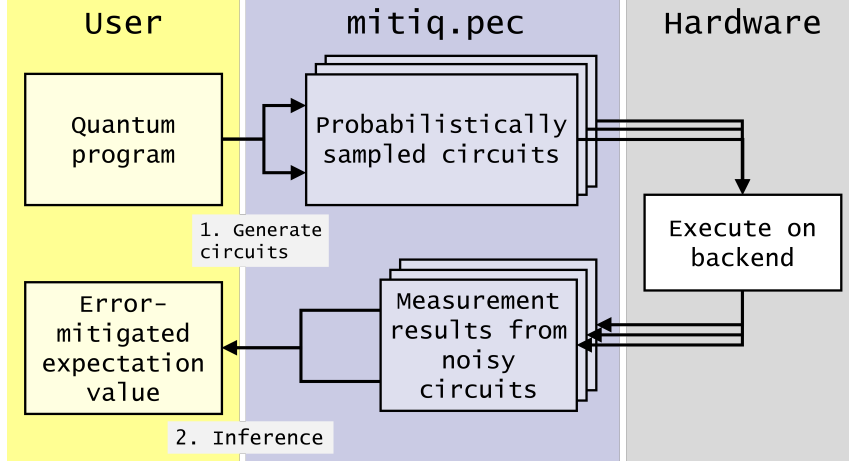 User
mitiq.pec
Hardware
Quantum
program
Probabilistically
sampled circuits
1. Generate
circuits
Execute on
backend
Error-
mitigated
expectation
value
Measurement
results from
noisy
circuits
2. Inference